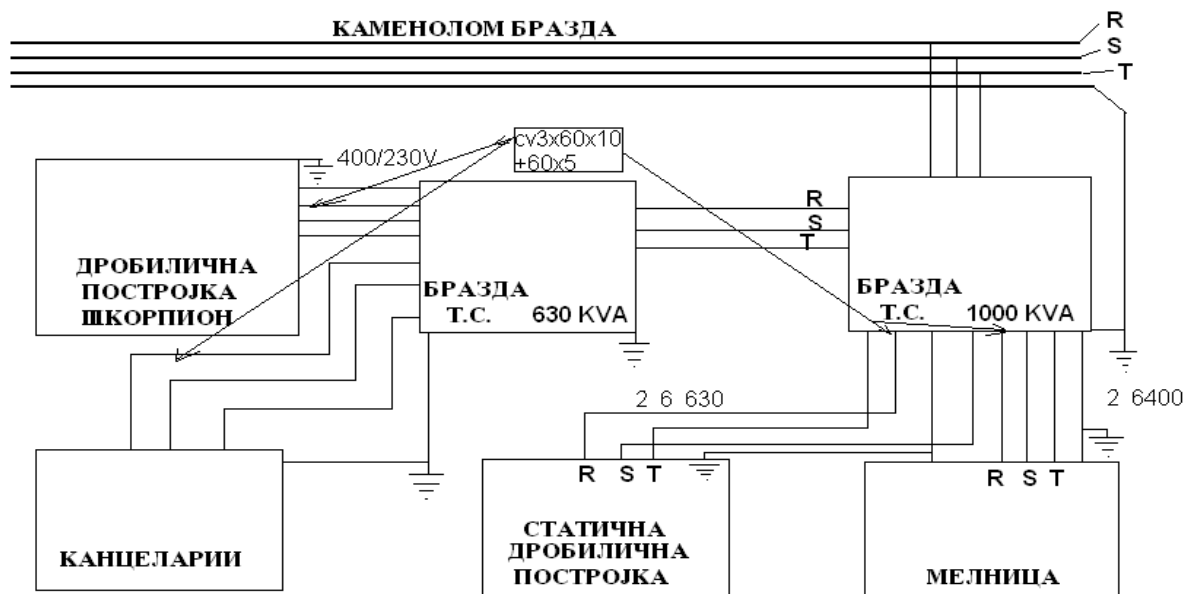 КАМЕНОЛОМ БРАЗДА
R
S
T
cv3x60x10
+60x5
400/230V
ДРОБИЛИЧНА
ПОСТРОЈКА
ШКОРПИОН
БРАЗДА
Т.С. 630 KVA
R
S
T
БРАЗДА
Т.С. 1000 KVA
2 6 630
2 6400
КАНЦЕЛАРИИ
R S T
СТАТИЧНА
ДРОБИЛИЧНА
ПОСТРОЈКА
R S T
МЕЛНИЦА